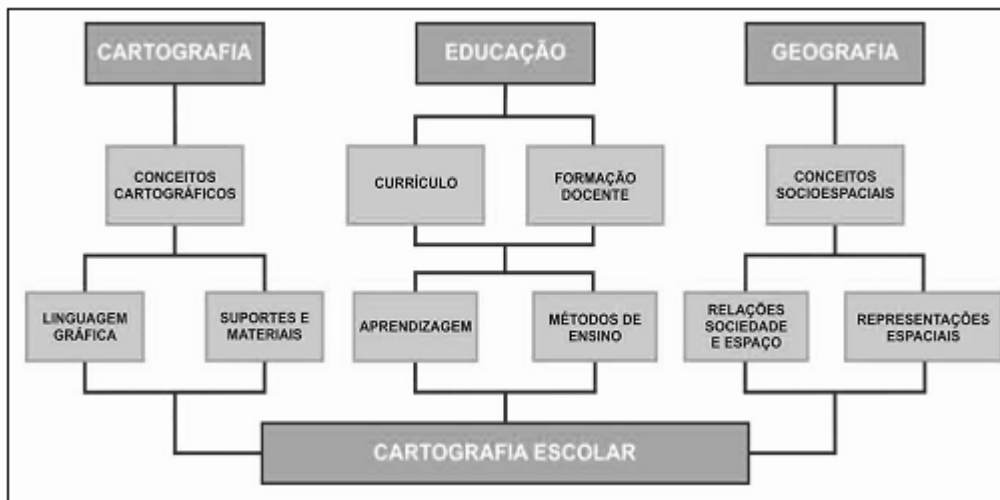 CARTOGRAFIA
EDUCAÇÃO
GEOGRAFIA
CONCEITOS
CARTOGRÁFICOS
CURRÍCULO
FORMAÇÃO
DOCENTE
CONCEITOS
SOCIOESPACIAIS
LINGUAGEM
GRÁFICA
SUPORTES E
MATERIAIS
APRENDIZAGEM
MÉTODOS DE
ENSINO
RELAÇÕES
SOCIEDADE
E ESPAÇO
REPRESENTAÇÕES
ESPACIAIS
CARTOGRAFIA ESCOLAR